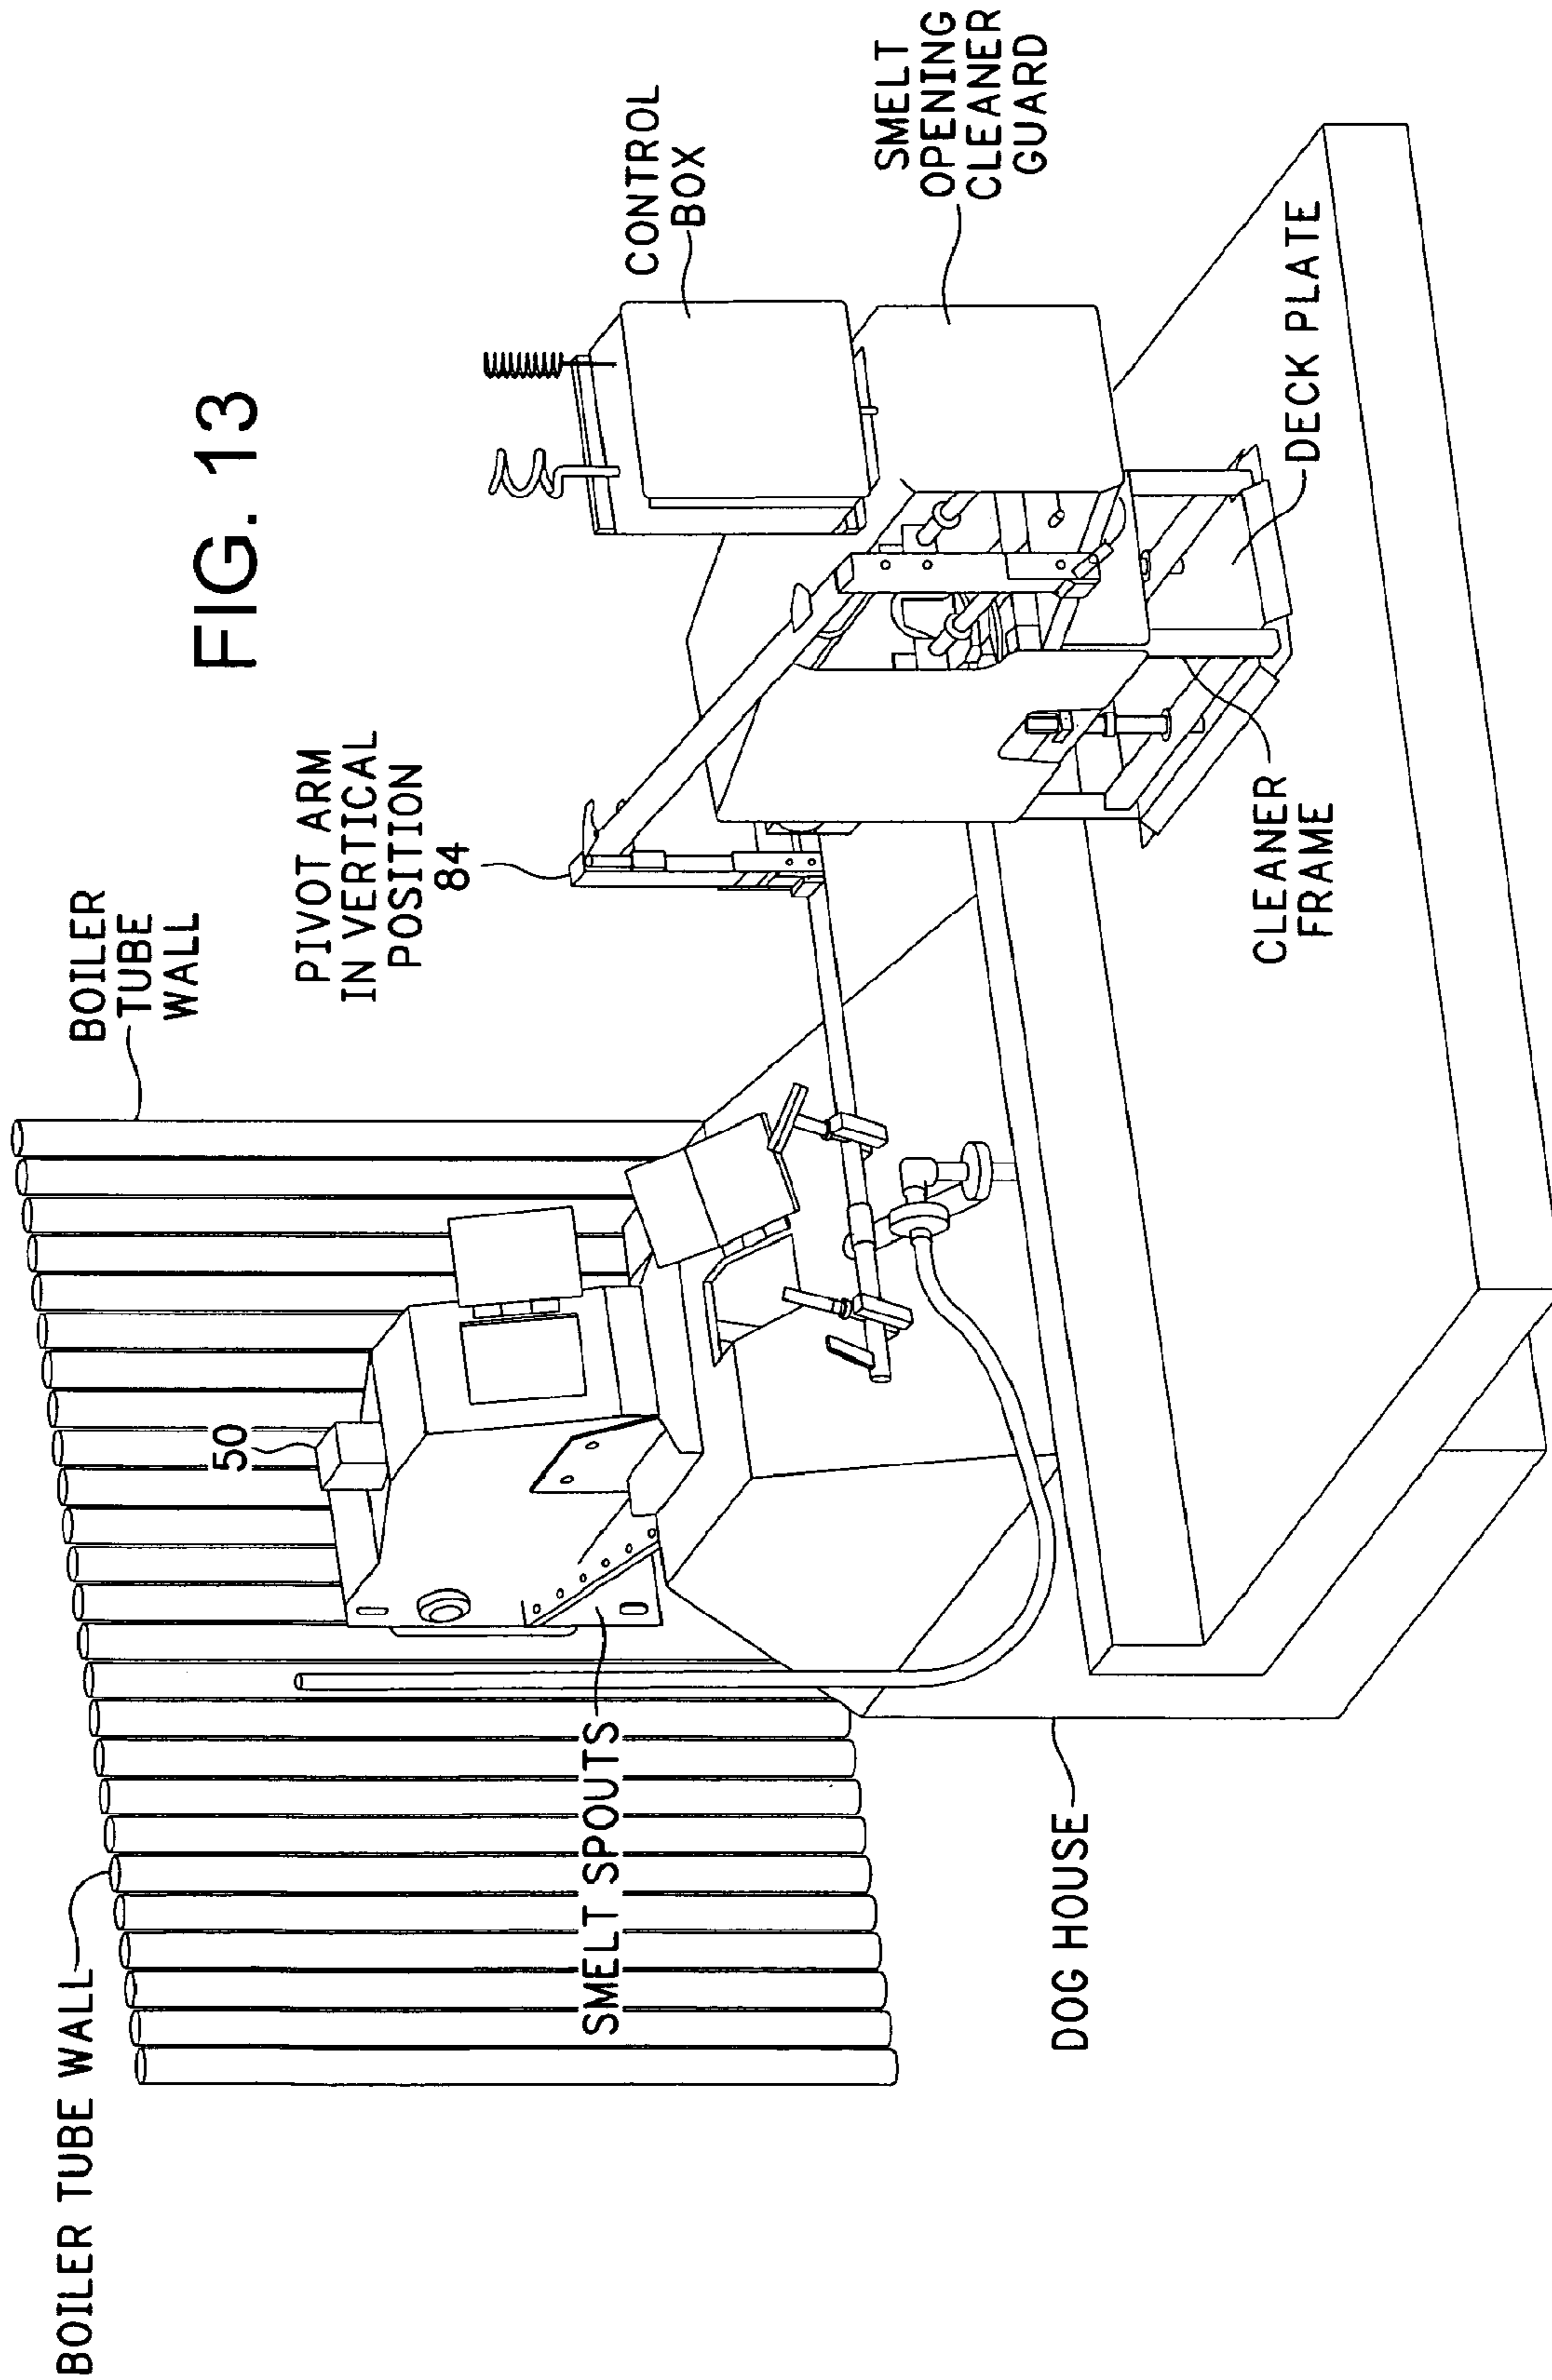 FIG. 13
BOILER TUBE WALL
BOILER
TUBE
WALL
50
PIVOT ARM
IN VERTICAL
POSITION
84
CONTROL
BOX
SMELT
OPENING
CLEANER
GUARD
SMELT SPOUTS
DECK PLATE
CLEANER
FRAME
DOG HOUSE